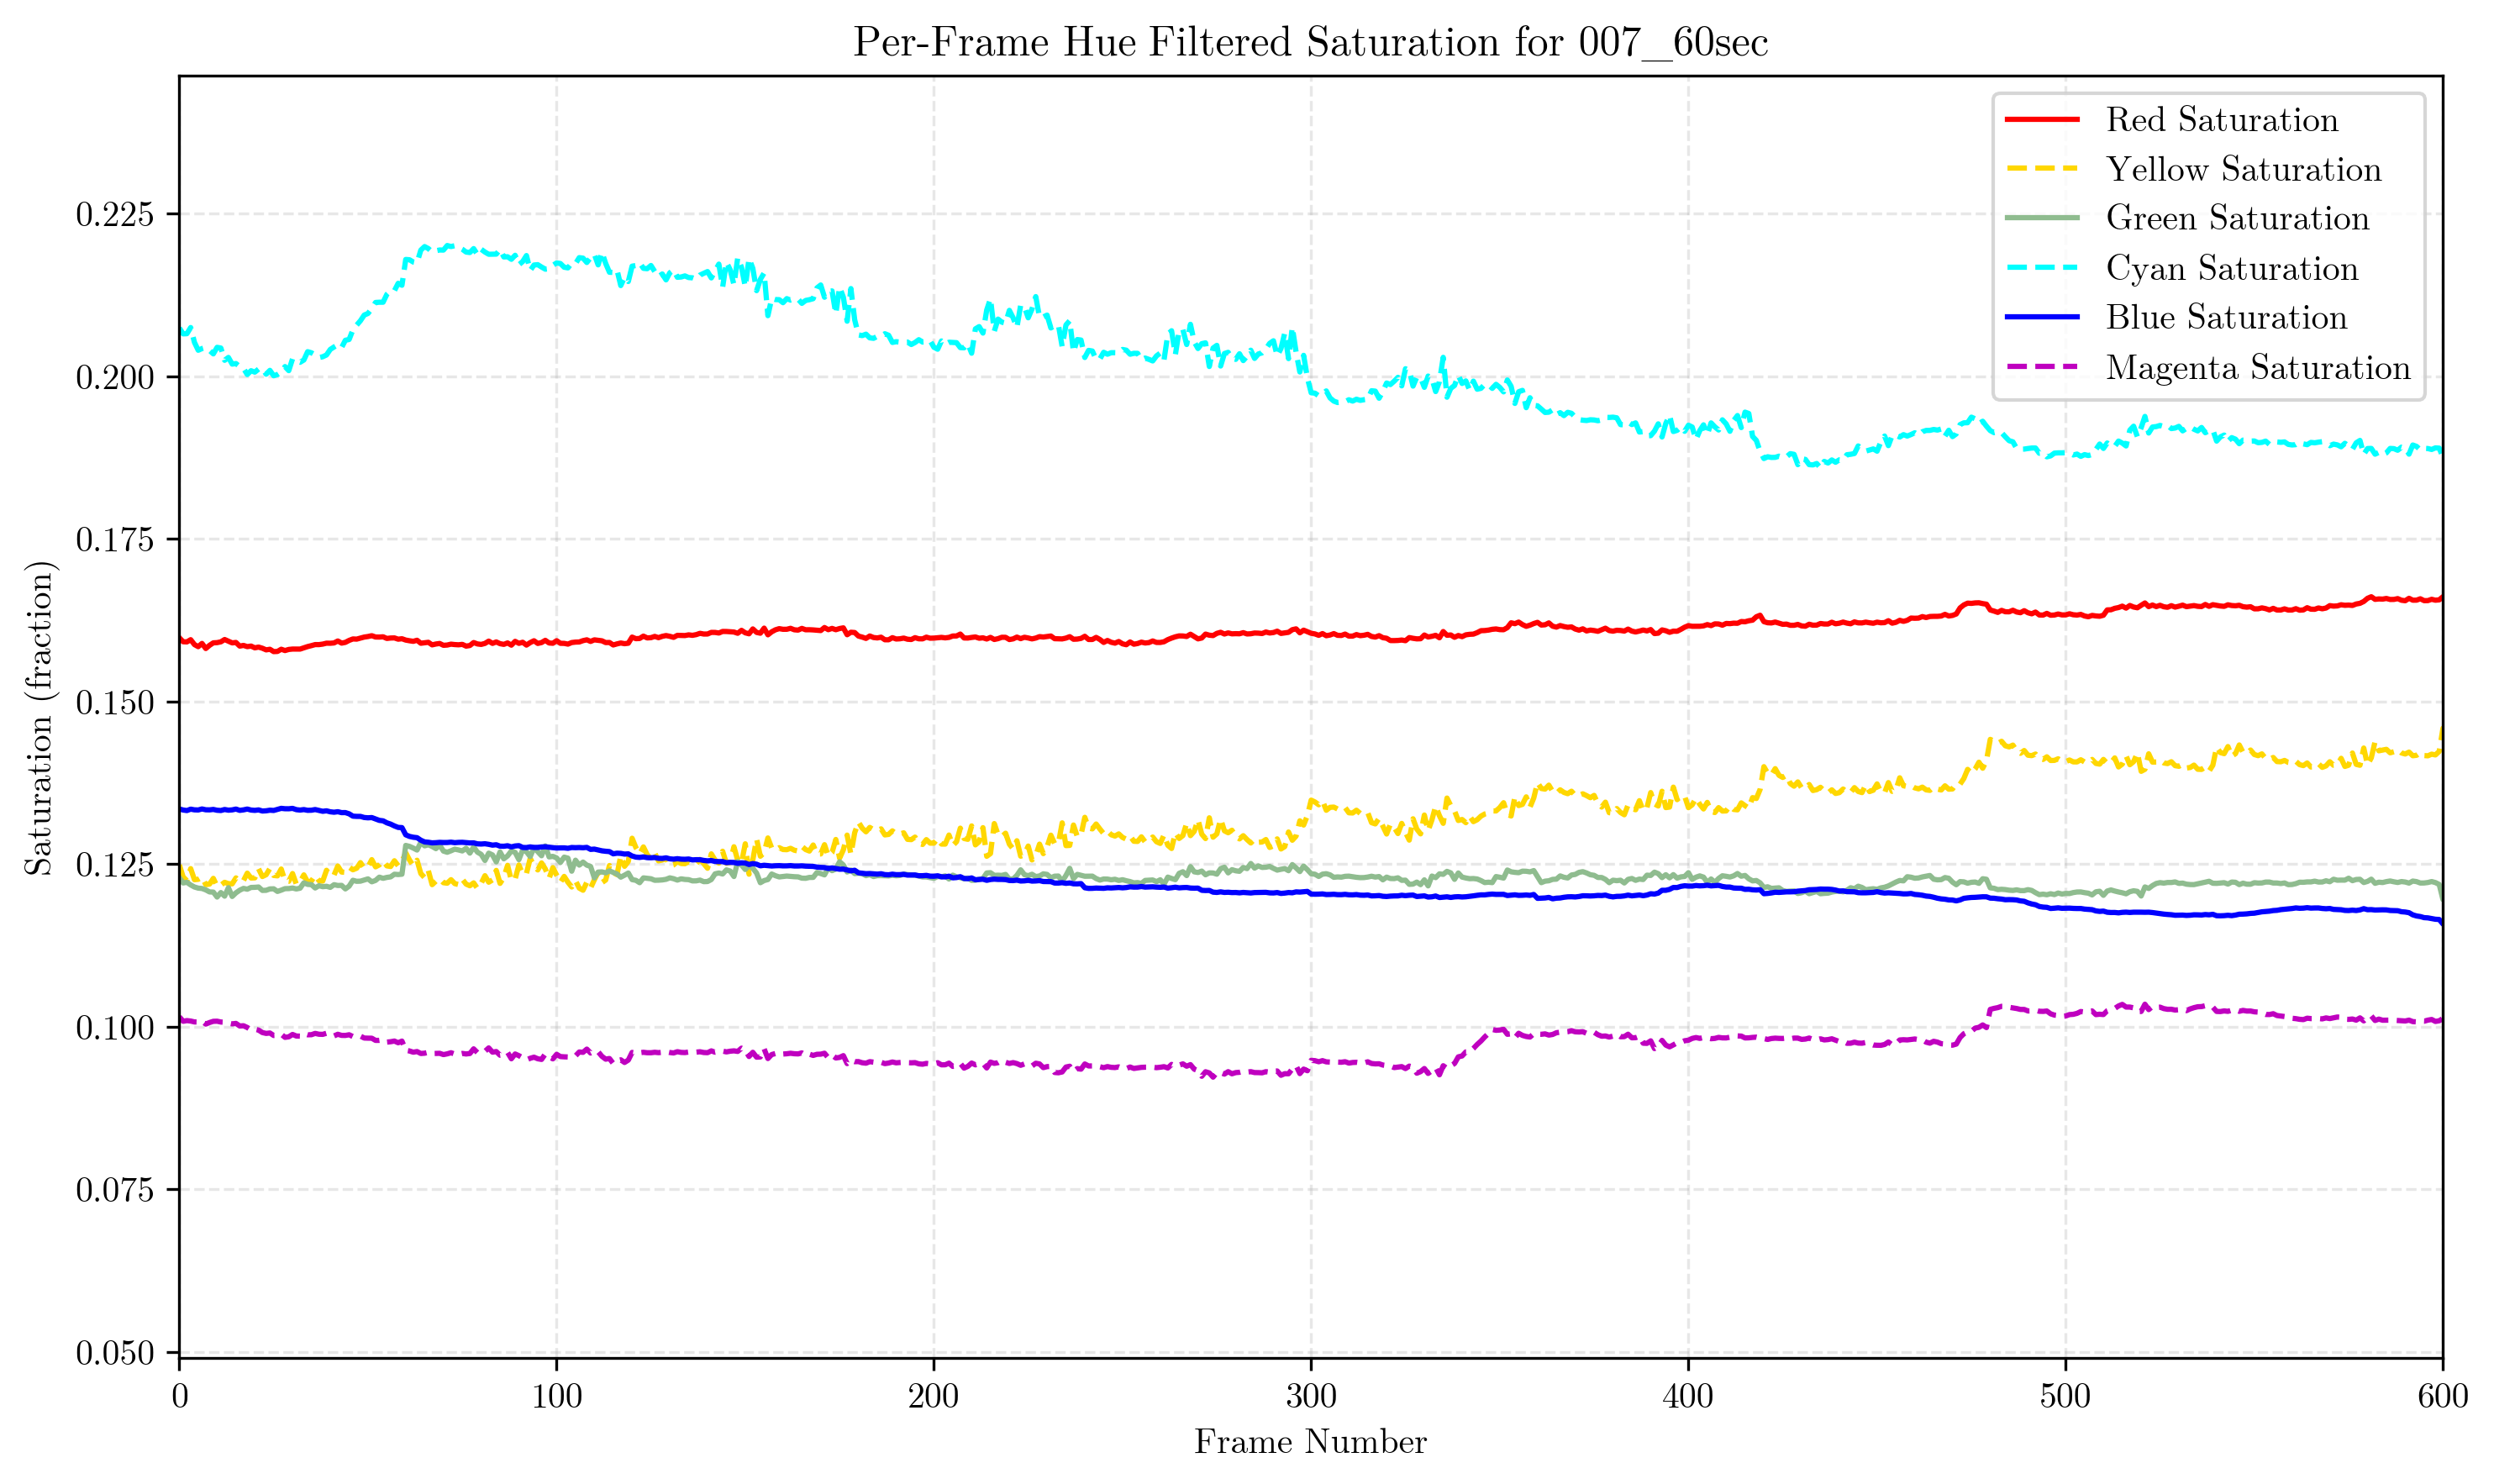 Per-Frame Hue Filtered Saturation for 007_60sec
Red Saturation
Yellow Saturation
Green Saturation
Cyan Saturation
Blue Saturation
Magenta Saturation
Saturation (fraction)
0.225
0.200
0.175
0.150
0.125
0.100
0.075
0.050
0 100 200 300 400 500 600
Frame Number